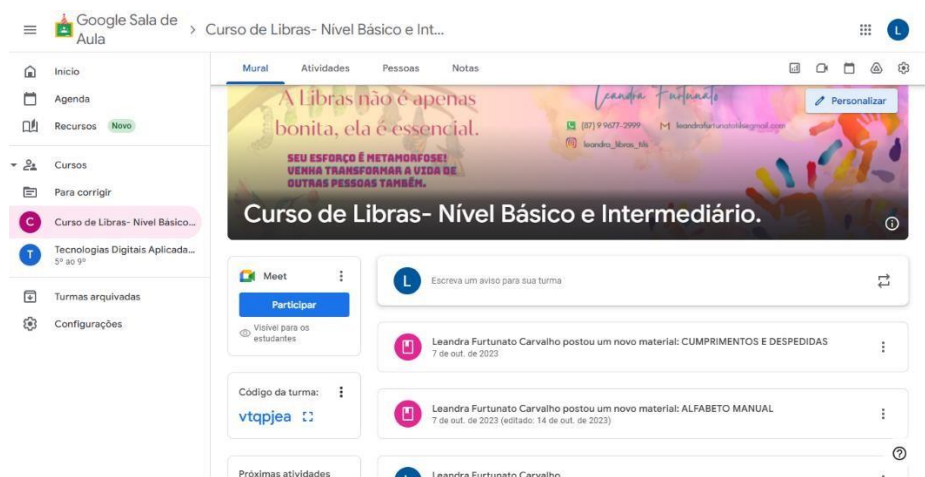 Google Sala de Aula
Curso de Libras- Nível Básico e Int...
L
Início
Agenda
Recursos Novo
Cursos
Para corrigir
C Curso de Libras- Nível Básico...
T Tecnologias Digitais Aplicada...
5º ao 9º
Turmas arquivadas
Configurações
Mural Atividades Pessoas Notas
A Libras não é apenas
bonita, ela é essencial.
SEU ESFORÇO É METAMORFOSE!
VENHA TRANSFORMAR A VIDA DE
OUTRAS PESSOAS TAMBÉM.
Leandra Furtunato
(87) 9 9677-2999
leandra_libras_tils
Personalizar
Curso de Libras- Nível Básico e Intermediário.
Meet
Participar
Visível para os
estudantes
Código da turma:
vtqpjea
Próximas atividades
L Escreva um aviso para sua turma
Leandra Furtunato Carvalho postou um novo material: CUMPRIMENTOS E DESPEDIDAS
7 de out. de 2023
Leandra Furtunato Carvalho postou um novo material: ALFABETO MANUAL
7 de out. de 2023 (editado: 14 de out. de 2023)
Leandra Furtunato Carvalho